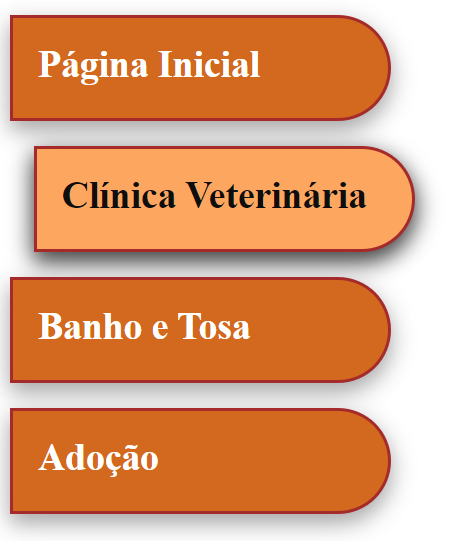 Página Inicial
Clínica Veterinária
Banho e Tosa
Adoção